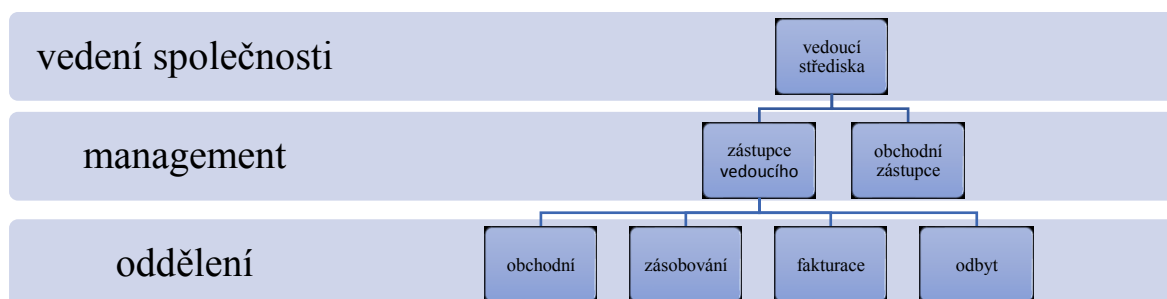 vedení společnosti
vedoucí
střediska
management
zástupce
vedoucího
obchodní
zástupce
oddělení
obchodní
zásobování
fakturace
odbyt